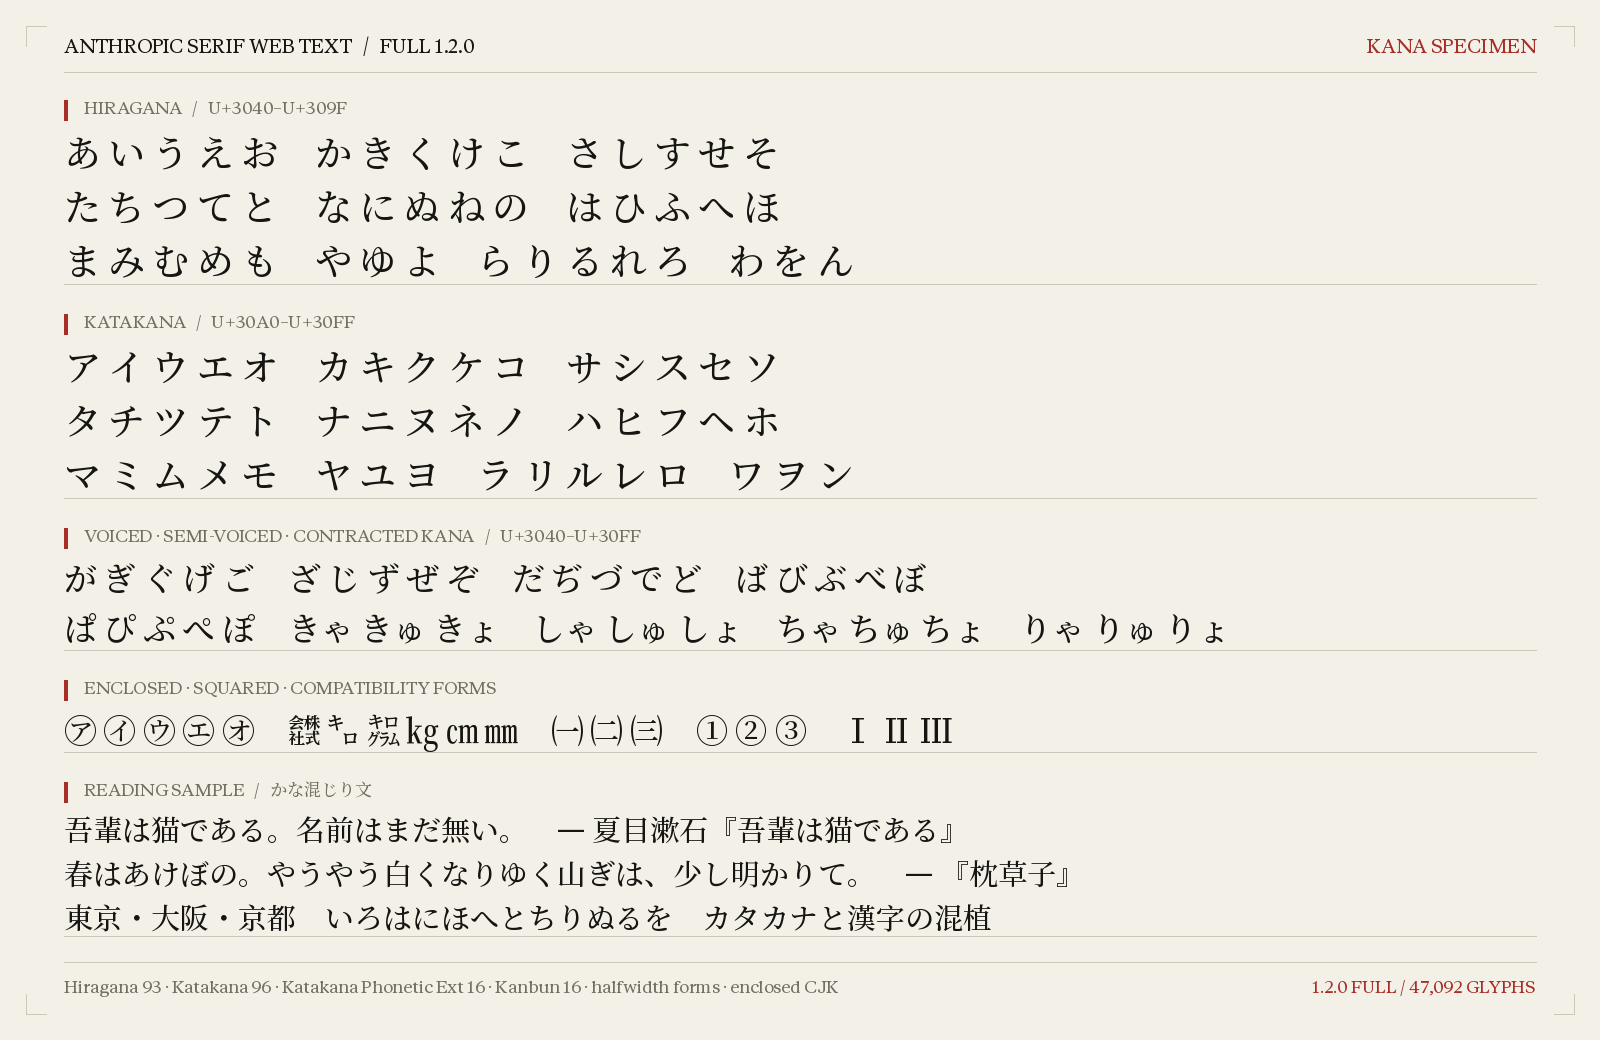 ANTHROPIC SERIF WEB TEXT / FULL 1.2.0
KANA SPECIMEN
HIRAGANA / U+3040–U+309F
あいうえお　かきくけこ　さしすせそ
たちつてと　なにぬねの　はひふへほ
まみむめも　やゆよ　らりるれろ　わをん
KATAKANA / U+30A0–U+30FF
アイウエオ　カキクケコ　サシスセソ
タチツテト　ナニヌネノ　ハヒフヘホ
マミムメモ　ヤユヨ　ラリルレロ　ワヲン
VOICED · SEMI-VOICED · CONTRACTED KANA / U+3040–U+30FF
がぎぐげご　ざじずぜぞ　だぢづでど　ばびぶべぼ
ぱぴぷぺぽ　きゃきゅきょ　しゃしゅしょ　ちゃちゅちょ　りゃりゅりょ
ENCLOSED · SQUARED · COMPATIBILITY FORMS
㋐㋑㋒㋓㋔　㍿㌔㌕㎏㎝㎜　㈠㈡㈢　①②③　ⅠⅡⅢ
READING SAMPLE / かな混じり文
吾輩は猫である。名前はまだ無い。　— 夏目漱石『吾輩は猫である』
春はあけぼの。やうやう白くなりゆく山ぎは、少し明かりて。　— 『枕草子』
東京・大阪・京都　いろはにほへとちりぬるを　カタカナと漢字の混植
Hiragana 93 · Katakana 96 · Katakana Phonetic Ext 16 · Kanbun 16 · halfwidth forms · enclosed CJK
1.2.0 FULL / 47,092 GLYPHS